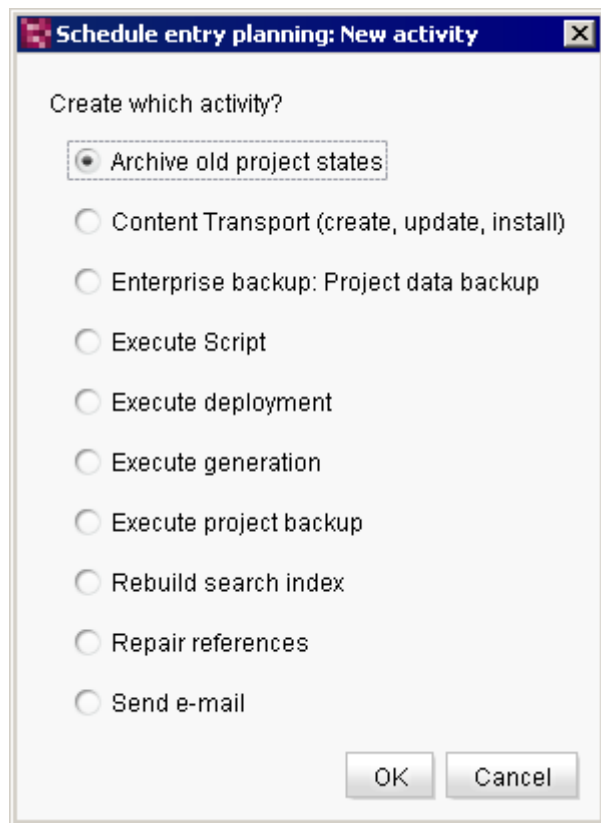 Schedule entry planning: New activity
Create which activity?
Archive old project states
Content Transport (create, update, install)
Enterprise backup: Project data backup
Execute Script
Execute deployment
Execute generation
Execute project backup
Rebuild search index
Repair references
Send e-mail
OK Cancel